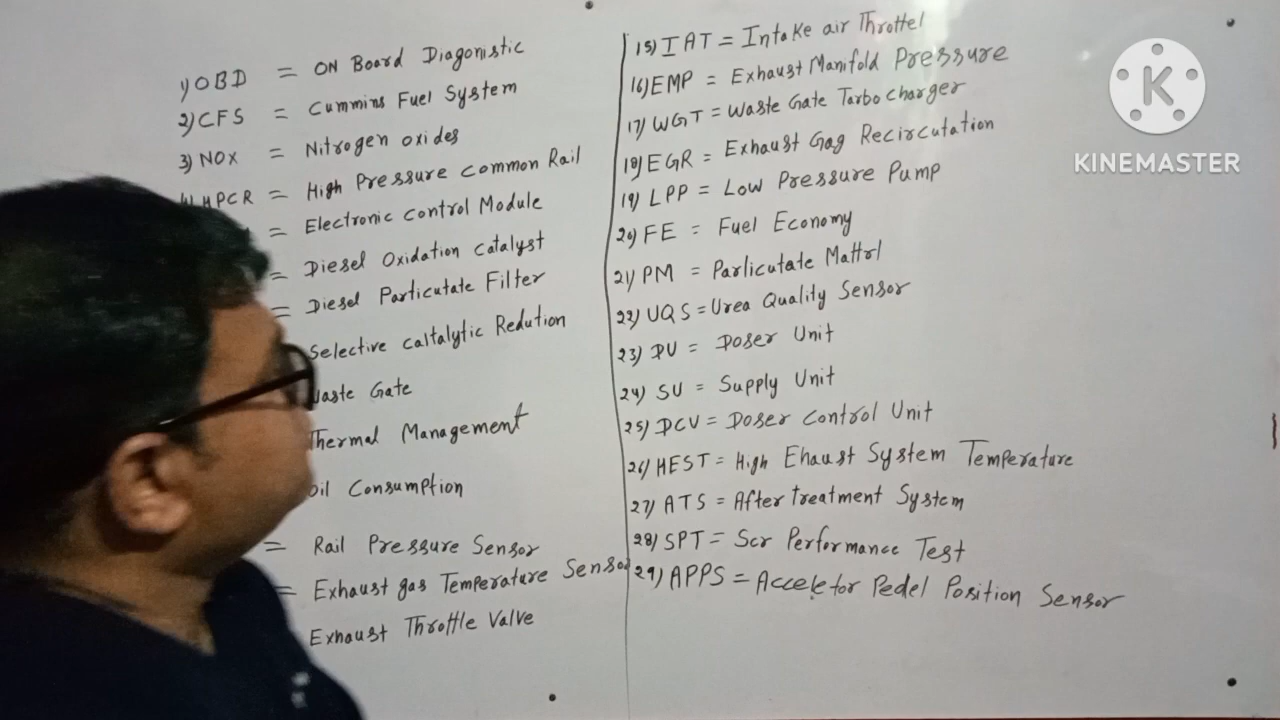 1) OBD = ON Board Diagonistic
2) CFS = Cummins Fuel System
3) NOx = Nitrogen oxides
HPCR = High Pressure Common Rail
= Electronic control Module
= Diesel Oxidation catalyst
= Diesel Particutate Filter
Selective caltalytic Redution
Waste Gate
Thermal Management
Oil Consumption
= Rail Pressure Sensor
= Exhaust gas Temperature Sensor
Exhaust Throttle Valve
15) IAT = Intake air Throttel
16) EMP = Exhaust Manifold Pressure
17) WGT = Waste Gate Tarbo charger
18) EGR = Exhaust Gag Recircutation
19) LPP = Low Pressure Pump
20) FE = Fuel Economy
21) PM = Parlicutate Mattrl
22) UQS = Urea Quality Sensor
23) DU = Doser Unit
24) SU = Supply Unit
25) DCU = Doser Control Unit
26) HEST = High Ehaust System Temperature
27) ATS = After treatment System
28) SPT = Scr Performance Test
29) APPS = Acceletor Pedel Position Sensor
K
KINEMASTER